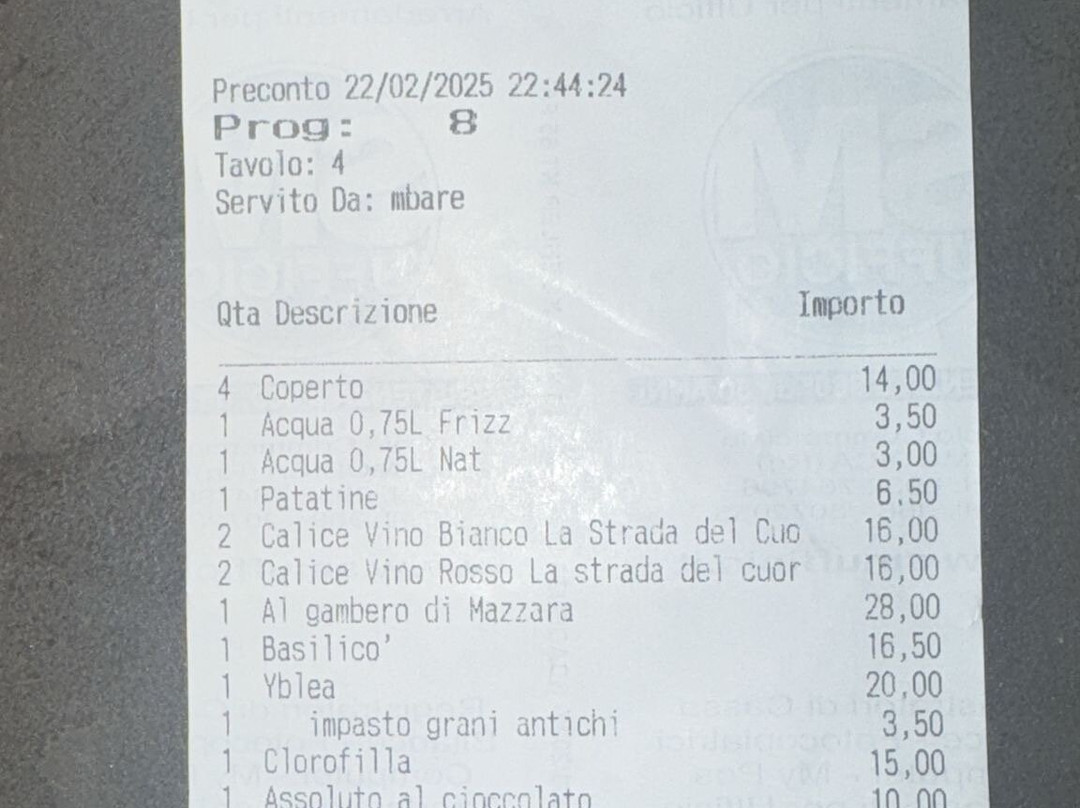 Preconto 22/02/2025 22:44:24
Prog: 8
Tavolo: 4
Servito Da: mbare
Qta Descrizione Importo
4 Coperto 14,00
1 Acqua 0,75L Frizz 3,50
1 Acqua 0,75L Nat 3,00
1 Patatine 6,50
2 Calice Vino Bianco La Strada del Cuo 16,00
2 Calice Vino Rosso La strada del cuor 16,00
1 Al gambero di Mazzara 28,00
1 Basilico' 16,50
1 Yblea 20,00
1 impasto grani antichi 3,50
1 Clorofilla 15,00
1 Assoluto al cioccolato 10,00